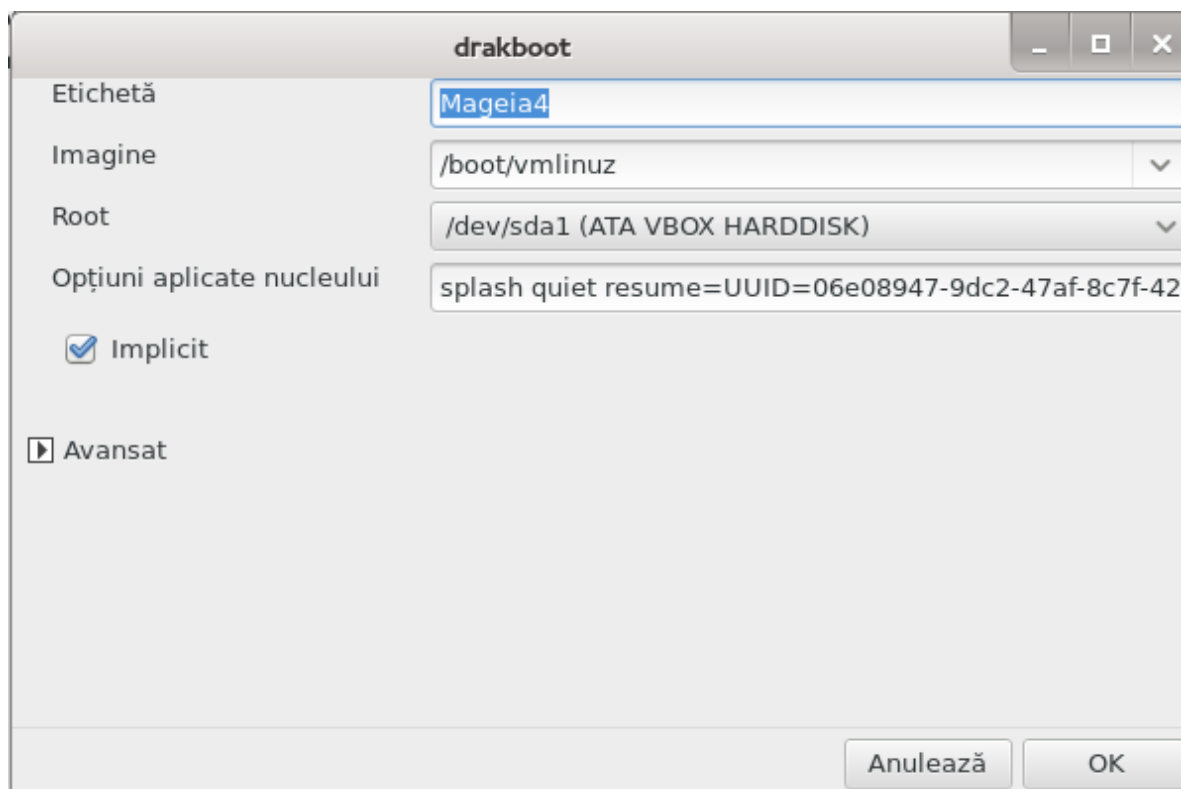 drakboot
Etichetă
Mageia4
Imagine
/boot/vmlinuz
Root
/dev/sda1 (ATA VBOX HARDDISK)
Opțiuni aplicate nucleului
splash quiet resume=UUID=06e08947-9dc2-47af-8c7f-42
Implicit
Avansat
Anulează
OK